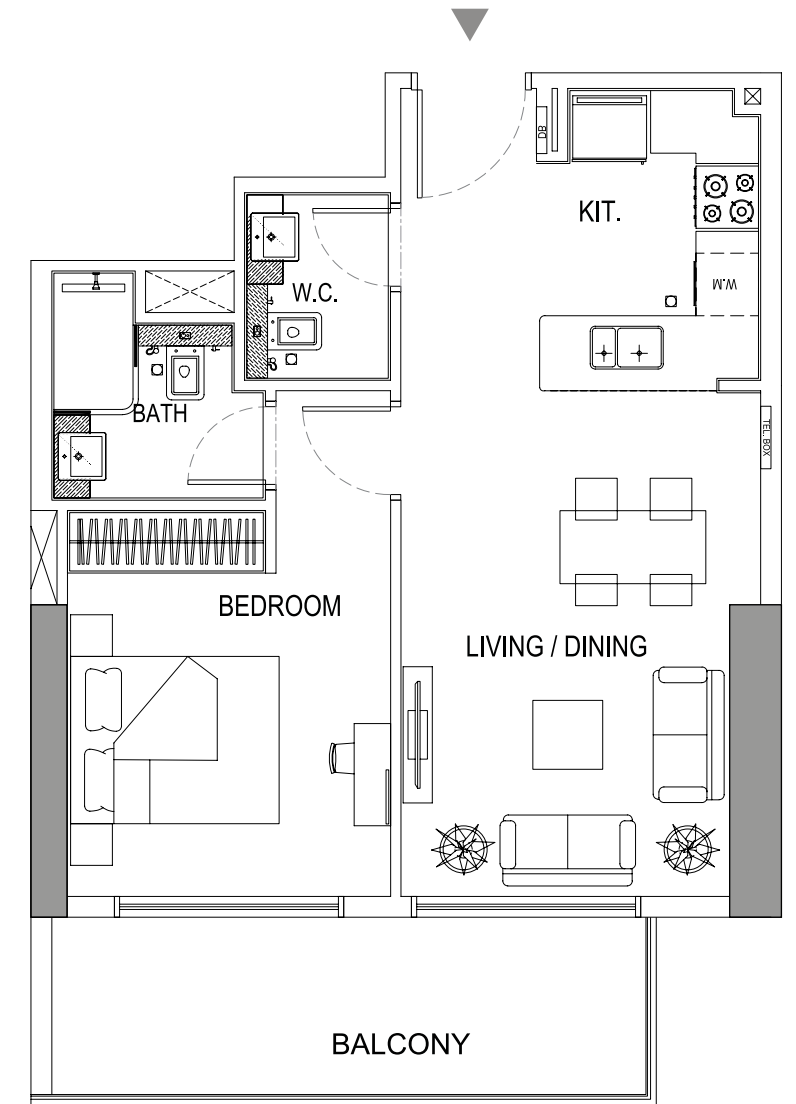 DB
KIT.
W.M
W.C.
BATH
TEL. BOX
BEDROOM
LIVING / DINING
BALCONY